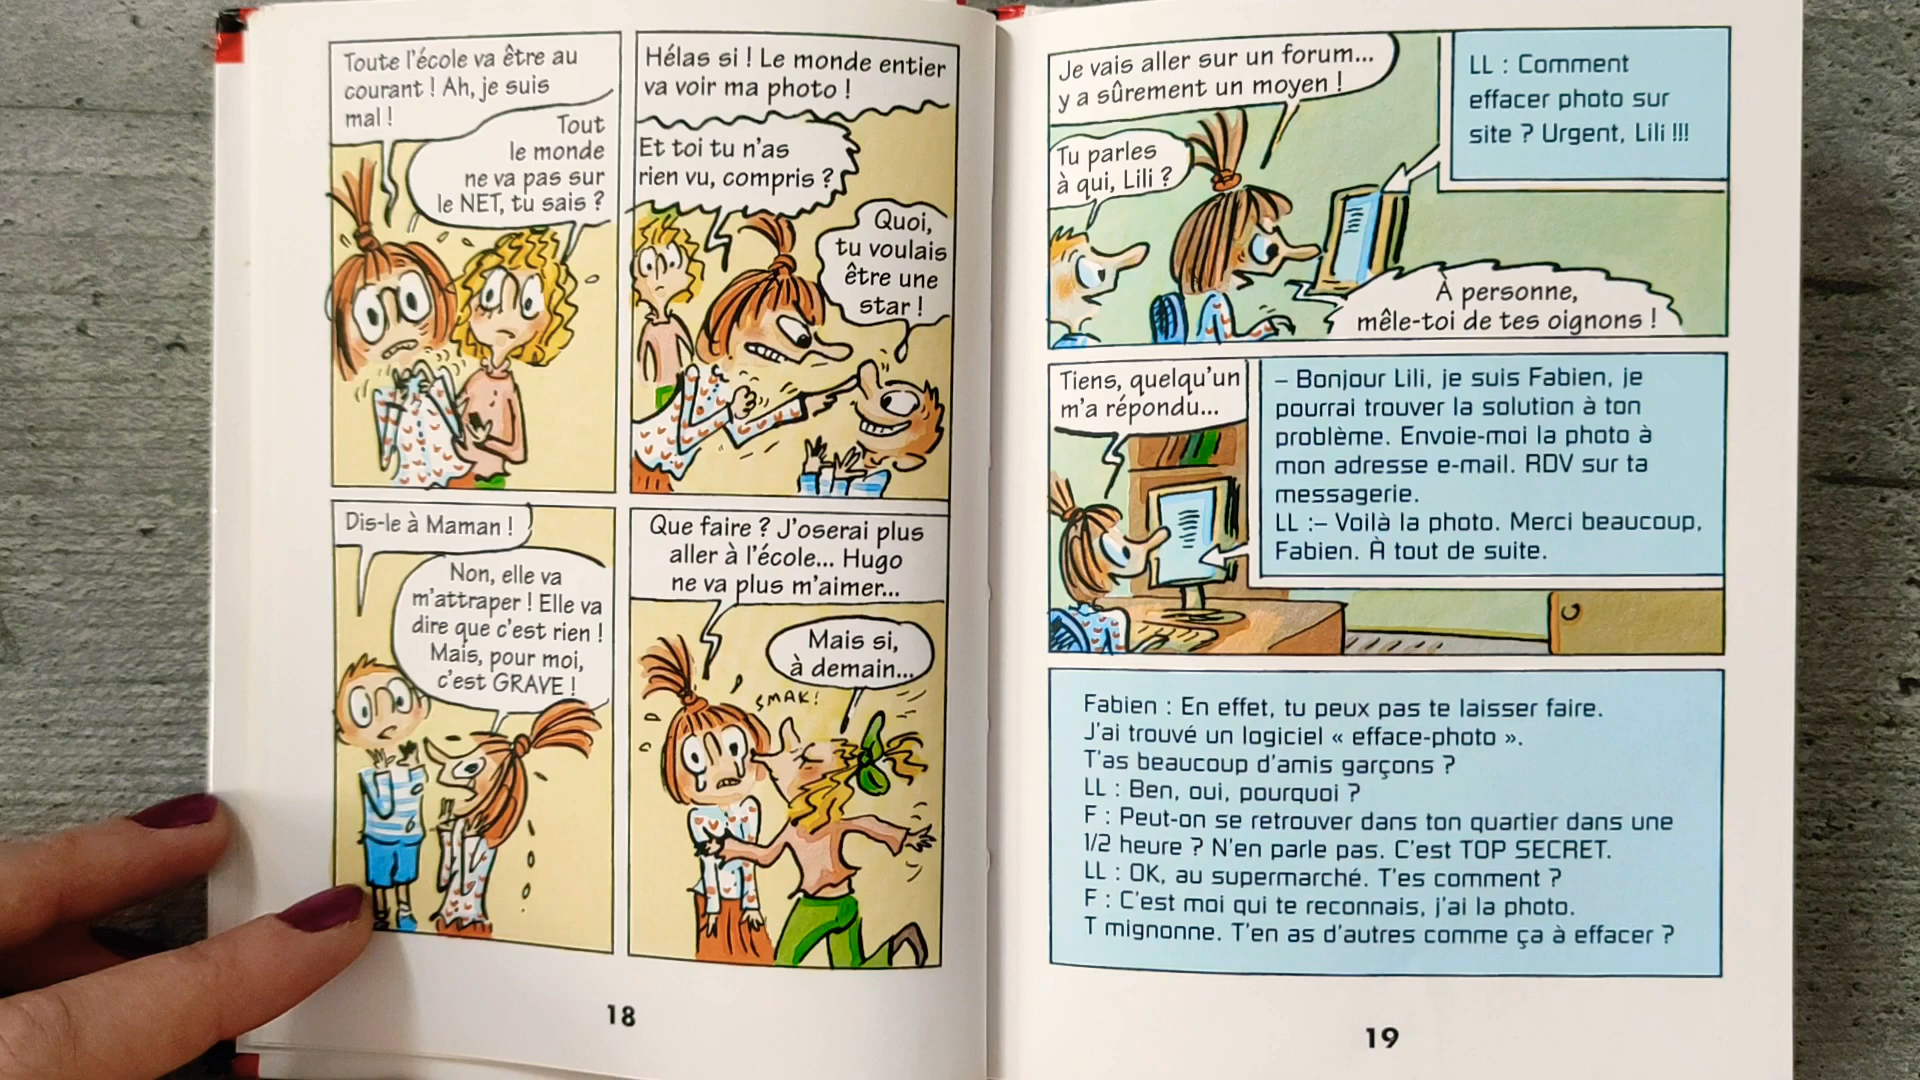 Toute l'école va être au
courant ! Ah, je suis
mal !
Tout
le monde
ne va pas sur
le NET, tu sais ?
Hélas si ! Le monde entier
va voir ma photo !
Et toi tu n'as
rien vu, compris ?
Quoi,
tu voulais
être une
star !
Dis-le à Maman !
Non, elle va
m'attraper ! Elle va
dire que c'est rien !
Mais, pour moi,
c'est GRAVE !
Que faire ? J'oserai plus
aller à l'école... Hugo
ne va plus m'aimer...
Mais si,
à demain...
SMAK!
18
Je vais aller sur un forum...
y a sûrement un moyen !
LL : Comment
effacer photo sur
site ? Urgent, Lili !!!
Tu parles
à qui, Lili ?
À personne,
mêle-toi de tes oignons !
Tiens, quelqu'un
m'a répondu...
– Bonjour Lili, je suis Fabien, je
pourrai trouver la solution à ton
problème. Envoie-moi la photo à
mon adresse e-mail. RDV sur ta
messagerie.
LL :– Voilà la photo. Merci beaucoup,
Fabien. À tout de suite.
Fabien : En effet, tu peux pas te laisser faire.
J'ai trouvé un logiciel « efface-photo ».
T'as beaucoup d'amis garçons ?
LL : Ben, oui, pourquoi ?
F : Peut-on se retrouver dans ton quartier dans une
1/2 heure ? N'en parle pas. C'est TOP SECRET.
LL : OK, au supermarché. T'es comment ?
F : C'est moi qui te reconnais, j'ai la photo.
T mignonne. T'en as d'autres comme ça à effacer ?
19